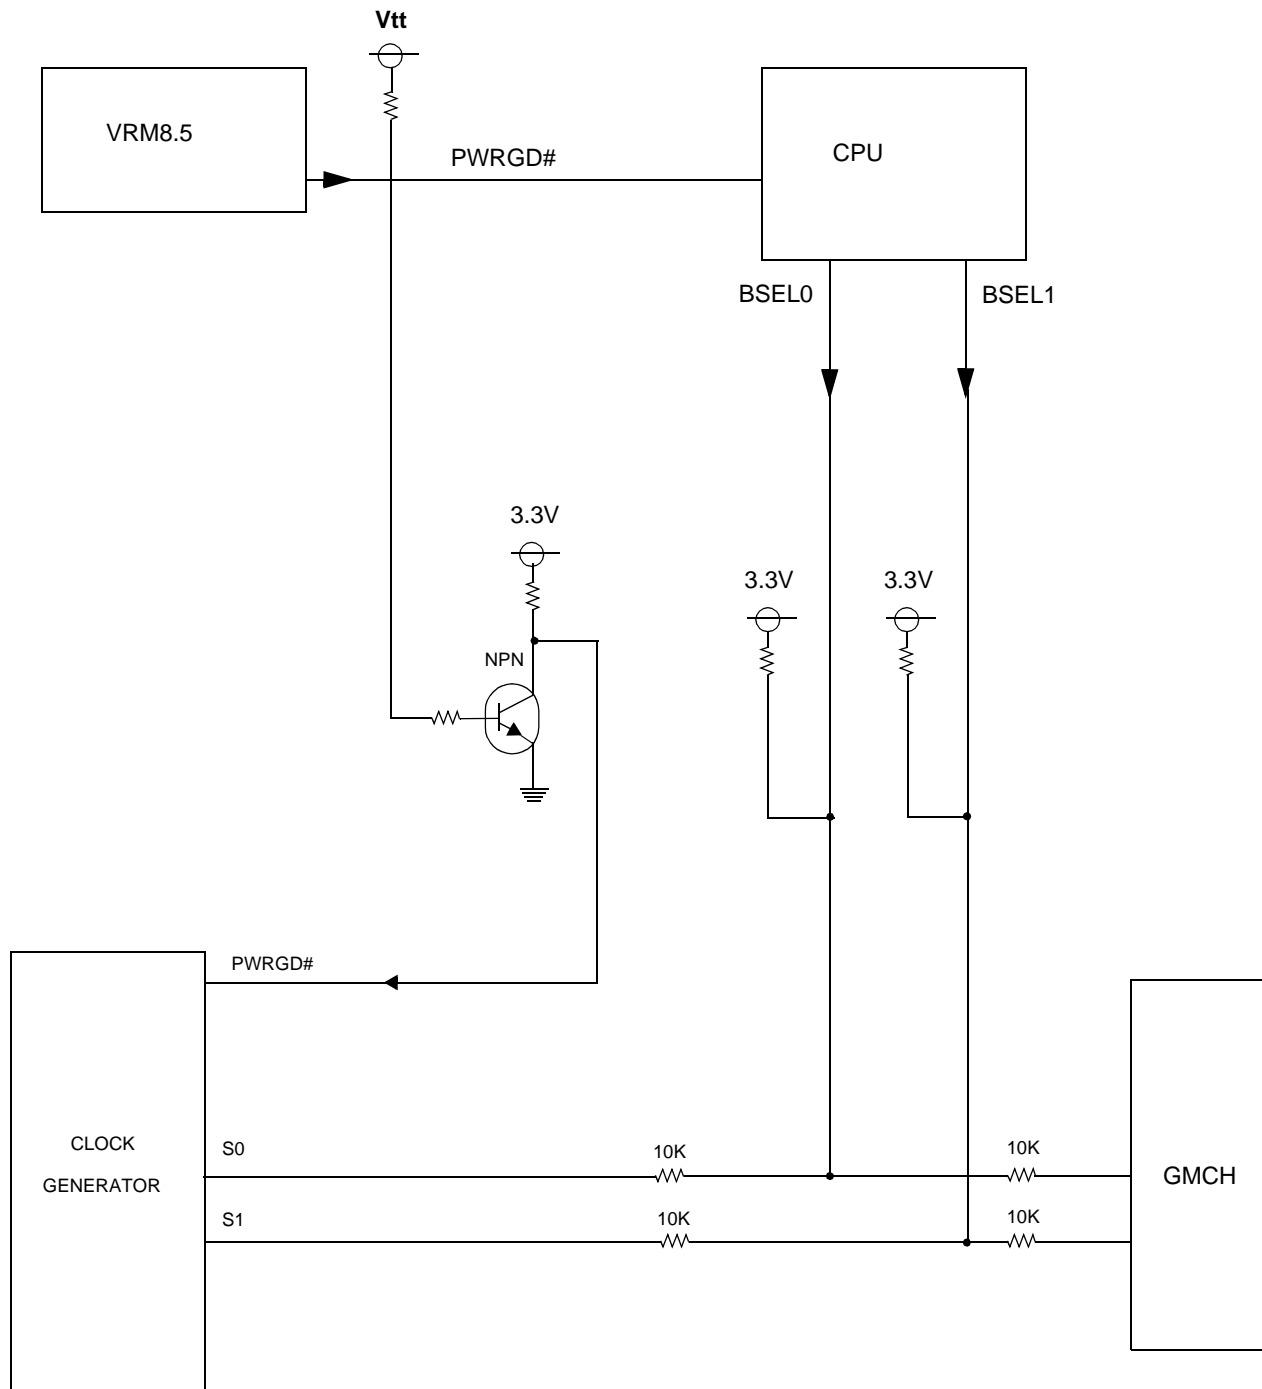 Vtt
VRM8.5
PWRGD#
CPU
BSEL0
BSEL1
3.3V
3.3V
3.3V
NPN
PWRGD#
CLOCK
GENERATOR
S0
10K
10K
GMCH
S1
10K
10K